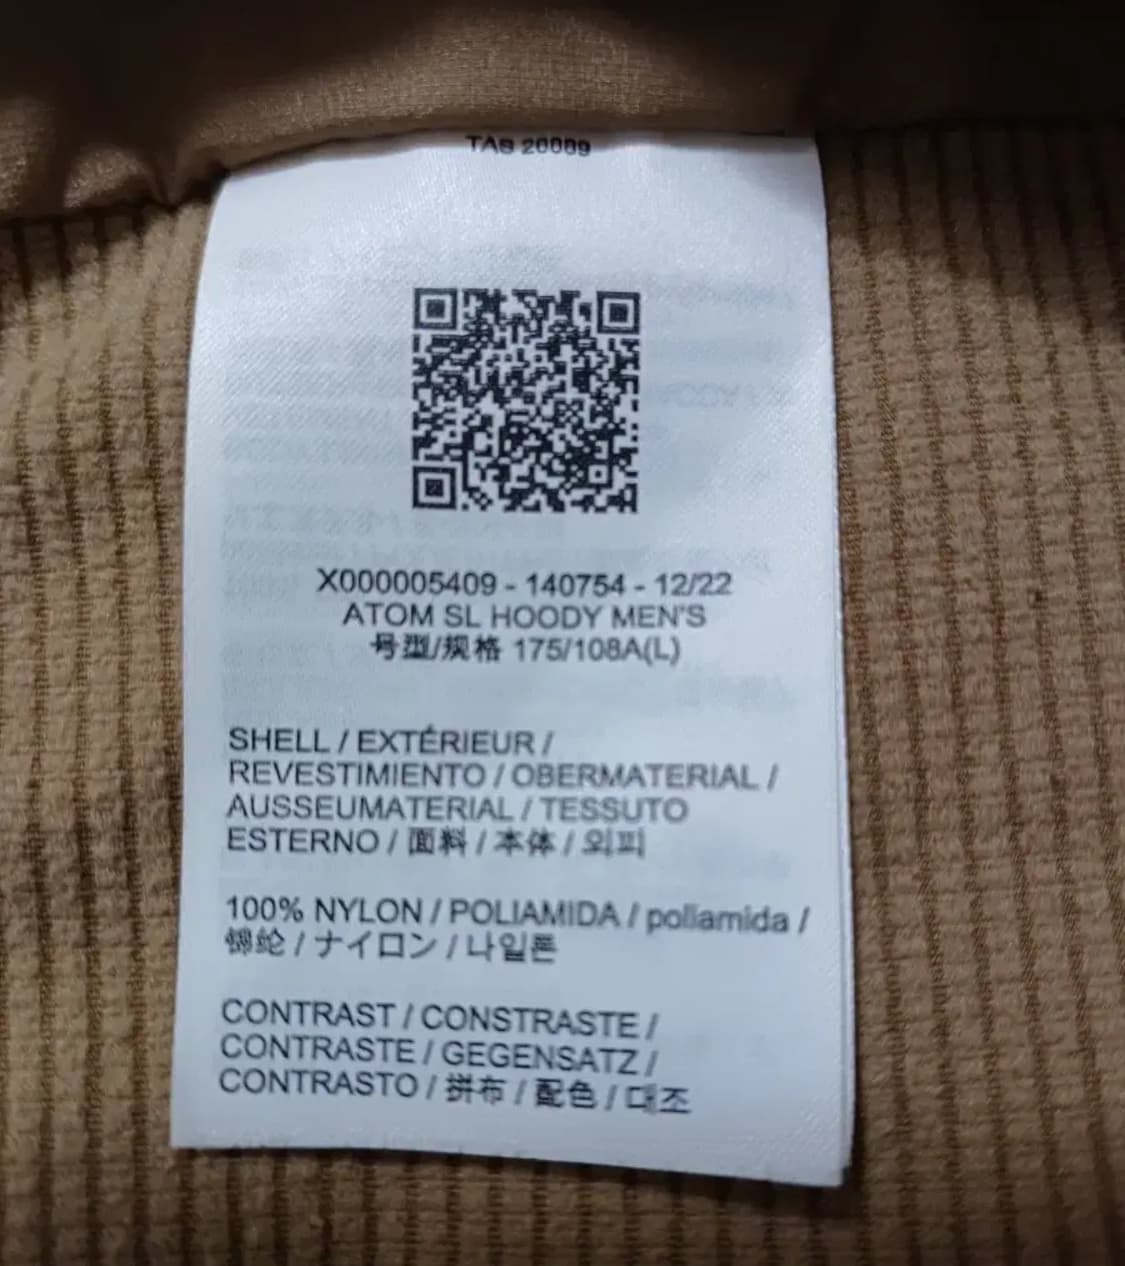 TAG 20009
X000005409 - 140754 - 12/22
ATOM SL HOODY MEN'S
号型/规格 175/108A(L)
SHELL / EXTÉRIEUR /
REVESTIMIENTO / OBERMATERIAL /
AUSSEUMATERIAL / TESSUTO
ESTERNO / 面料 / 本体 / 외피
100% NYLON / POLIAMIDA / poliamida /
锦纶 / ナイロン / 나일론
CONTRAST / CONSTRASTE /
CONTRASTE / GEGENSATZ /
CONTRASTO / 拼布 / 配色 / 대조